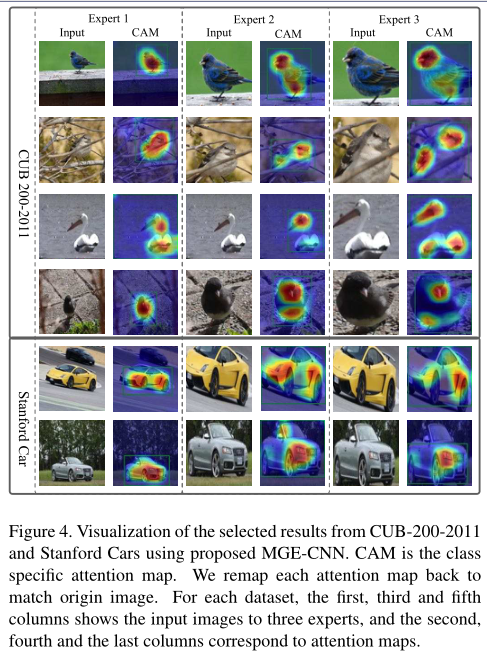 Expert 1 Expert 2 Expert 3
Input CAM Input CAM Input CAM
CUB 200-2011
Stanford Car
Figure 4. Visualization of the selected results from CUB-200-2011
and Stanford Cars using proposed MGE-CNN. CAM is the class
specific attention map. We remap each attention map back to
match origin image. For each dataset, the first, third and fifth
columns shows the input images to three experts, and the second,
fourth and the last columns correspond to attention maps.